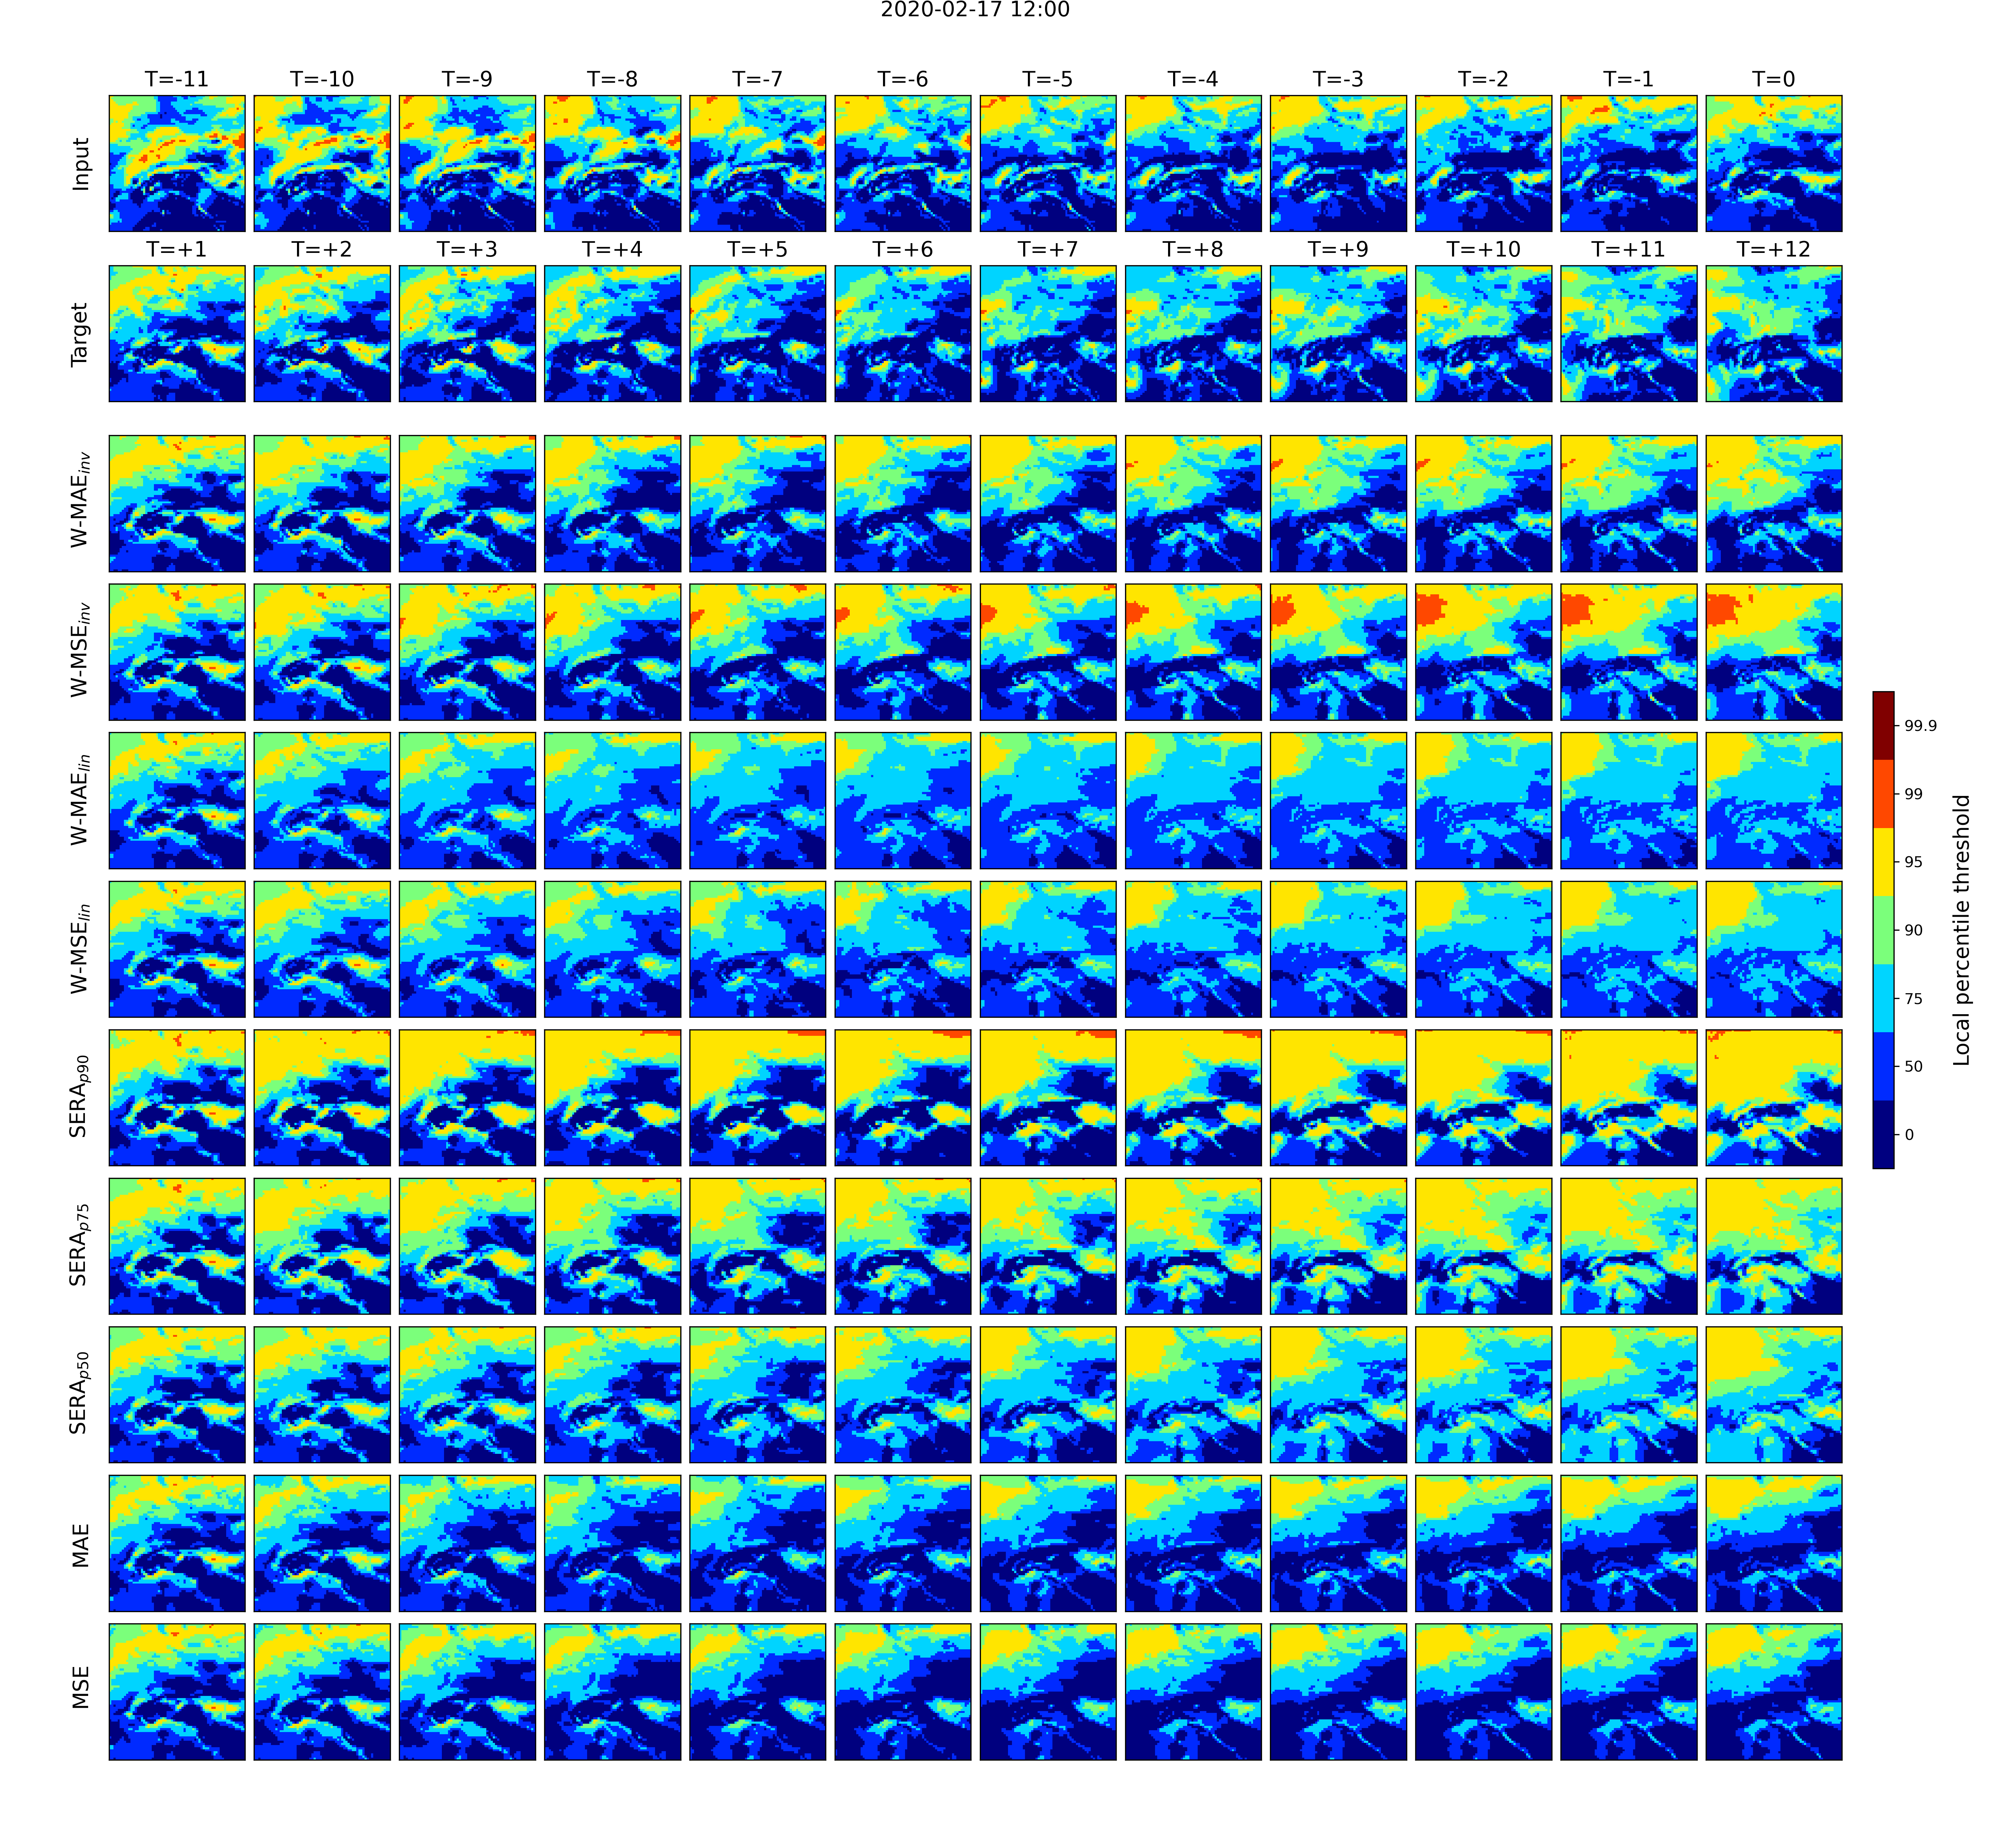 2020-02-17 12:00
T=-11 T=-10 T=-9 T=-8 T=-7 T=-6 T=-5 T=-4 T=-3 T=-2 T=-1 T=0
Input
T=+1 T=+2 T=+3 T=+4 T=+5 T=+6 T=+7 T=+8 T=+9 T=+10 T=+11 T=+12
Target
W-MAEinv
W-MSEinv
W-MAElin
W-MSElin
SERAp90
SERAp75
SERAp50
MAE
MSE
99.9
99
95
90
75
50
0
Local percentile threshold